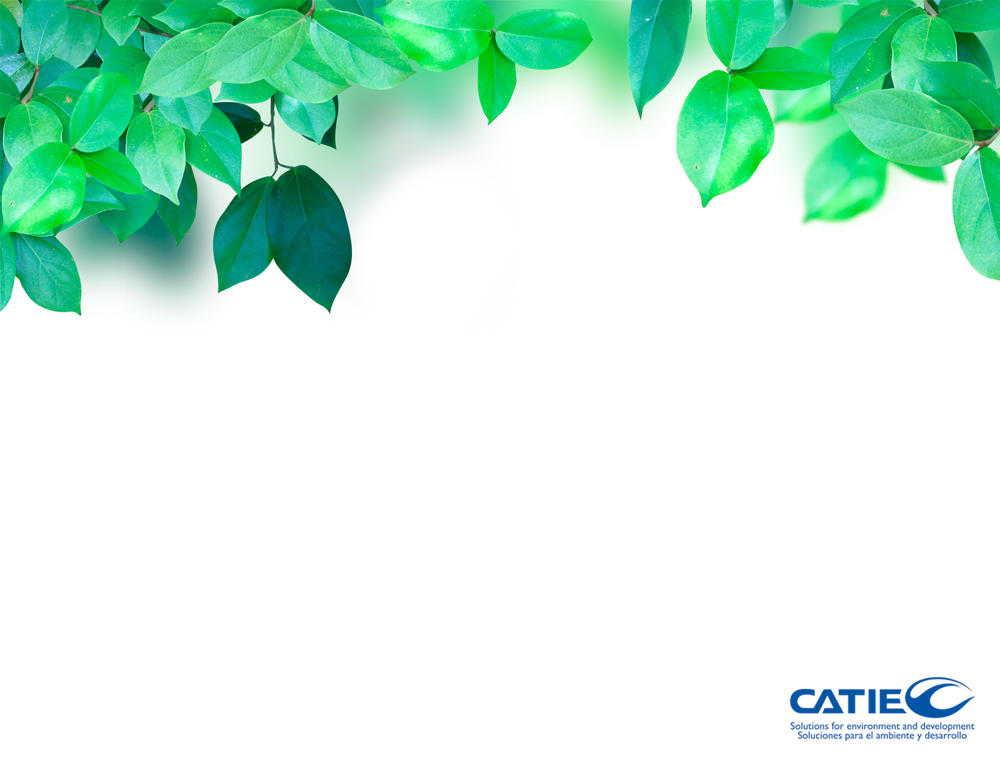 CATIE
Solutions for environment and development
Soluciones para el ambiente y desarrollo